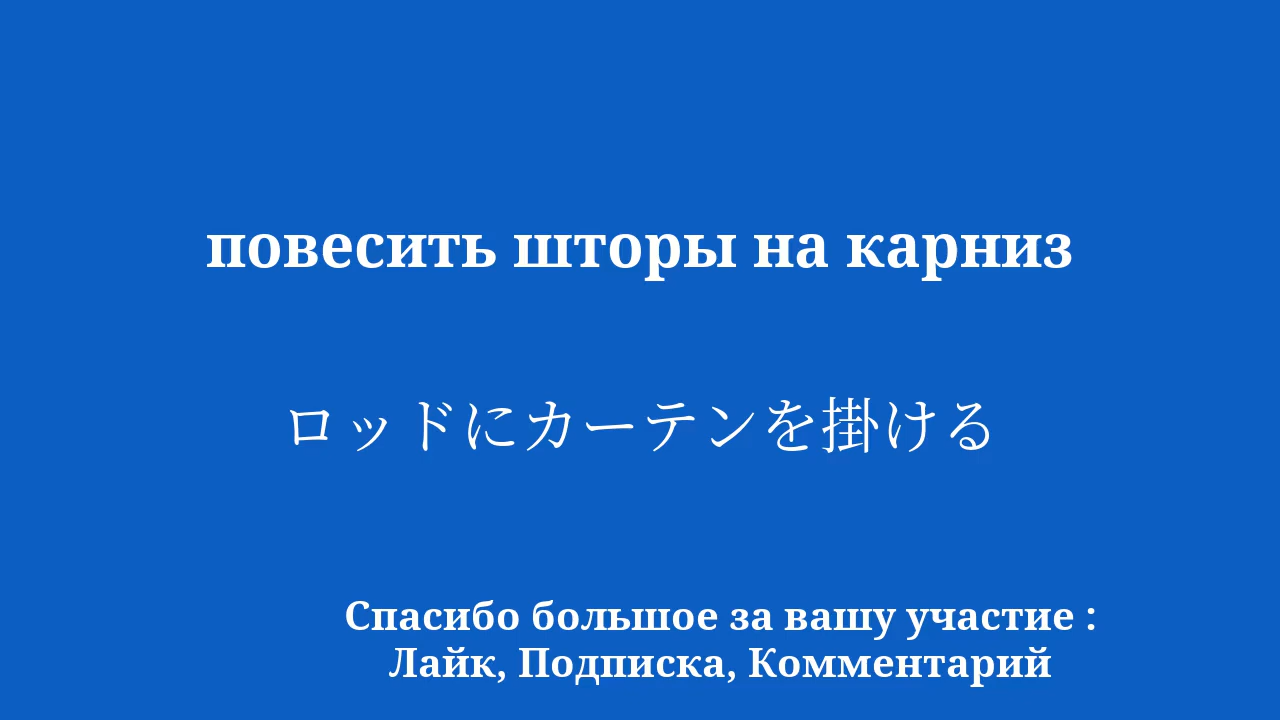 повесить шторы на карниз
ロッドにカーテンを掛ける
Спасибо большое за вашу участие :
Лайк, Подписка, Комментарий